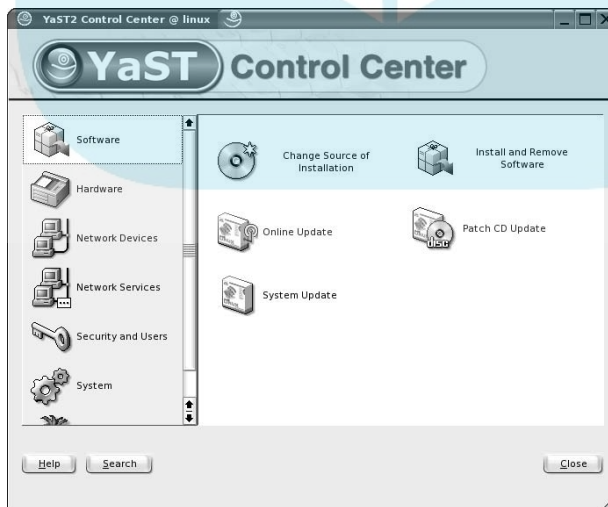 YaST2 Control Center @ linux
YaST Control Center
Software
Hardware
Network Devices
Network Services
Security and Users
System
Change Source of
Installation
Install and Remove
Software
Online Update
Patch CD Update
disc
System Update
Help
Search
Close